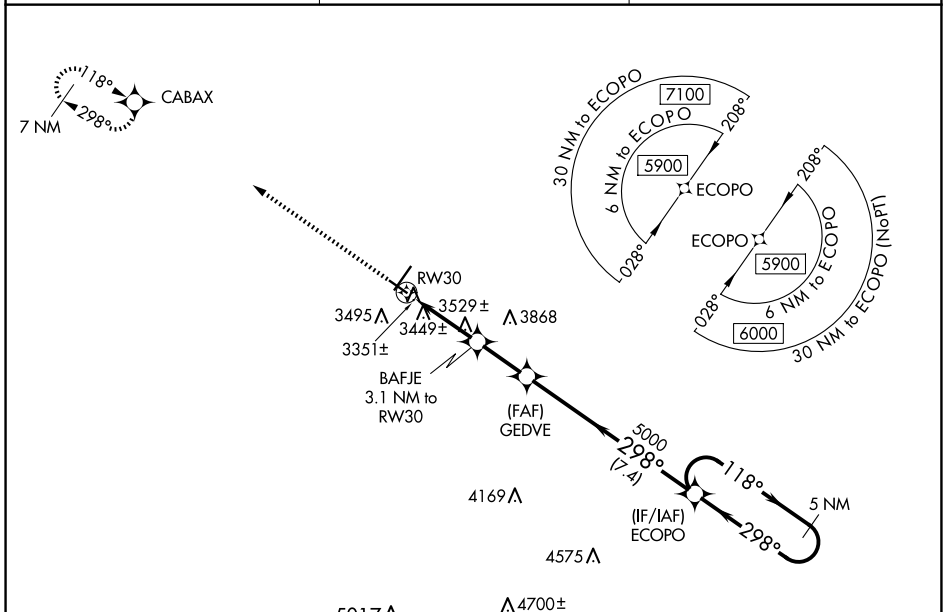 118°
298°
CABAX
7 NM
30 NM to ECOPO
7100
208°
6 NM to ECOPO
5900
ECOPO
028°
208°
ECOPO
5900
028°
6 NM to ECOPO
6000
30 NM to ECOPO (NoPT)
RW30
3495
3449±
3529±
3868
3351±
BAFJE
3.1 NM to
RW30
(FAF)
GEDVE
5000
298°
(7.4)
118°
5 NM
298°
(IF/IAF)
ECOPO
4169
4575
4700±